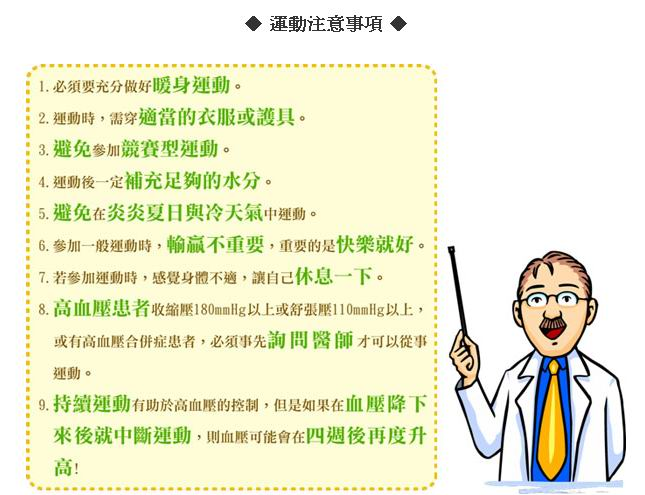 ◆ 運動注意事項 ◆
1. 必須要充分做好暖身運動。
2. 運動時，需穿適當的衣服或護具。
3. 避免參加競賽型運動。
4. 運動後一定補充足夠的水分。
5. 避免在炎炎夏日與冷天氣中運動。
6. 參加一般運動時，輸贏不重要，重要的是快樂就好。
7. 若參加運動時，感覺身體不適，讓自己休息一下。
8. 高血壓患者收縮壓180mmHg以上或舒張壓110mmHg以上，
或有高血壓合併症患者，必須事先詢問醫師才可以從事
運動。
9. 持續運動有助於高血壓的控制，但是如果在血壓降下
來後就中斷運動，則血壓可能會在四週後再度升
高!